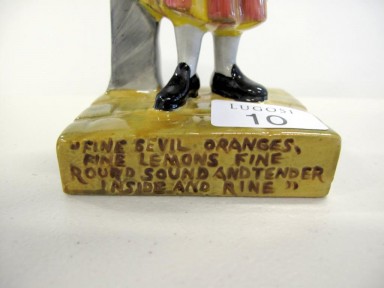 LUGOSI
10
"FINE SEVIL ORANGES,
FINE LEMONS FINE
ROUND SOUND AND TENDER
INSIDE AND RINE"